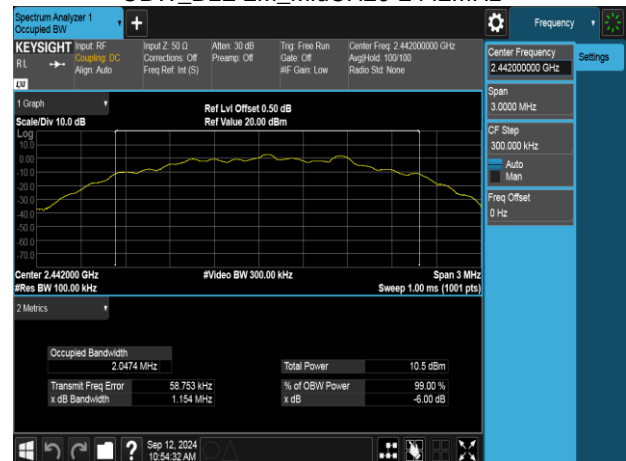 Spectrum Analyzer 1
Occupied BW
Frequency
KEYSIGHT
RL
LXI
Input: RF
Coupling: DC
Align: Auto
Input Z: 50 Ω
Corrections: Off
Freq Ref: Int (S)
Atten: 30 dB
Preamp: Off
Trig: Free Run
Gate: Off
#IF Gain: Low
Center Freq: 2.442000000 GHz
Avg|Hold: 100/100
Radio Std: None
Center Frequency
2.442000000 GHz
Settings
Span
3.0000 MHz
CF Step
300.000 kHz
Auto
Man
Freq Offset
0 Hz
1 Graph
Scale/Div 10.0 dB
Ref Lvl Offset 0.50 dB
Ref Value 20.00 dBm
Log
10.0
0.00
-10.0
-20.0
-30.0
-40.0
-50.0
-60.0
-70.0
Center 2.442000 GHz
#Res BW 100.00 kHz
#Video BW 300.00 kHz
Span 3 MHz
Sweep 1.00 ms (1001 pts)
2 Metrics
Occupied Bandwidth
2.0474 MHz
Total Power 10.5 dBm
Transmit Freq Error 58.753 kHz
% of OBW Power 99.00 %
x dB Bandwidth 1.154 MHz
x dB -6.00 dB
?
Sep 12, 2024
10:54:32 AM